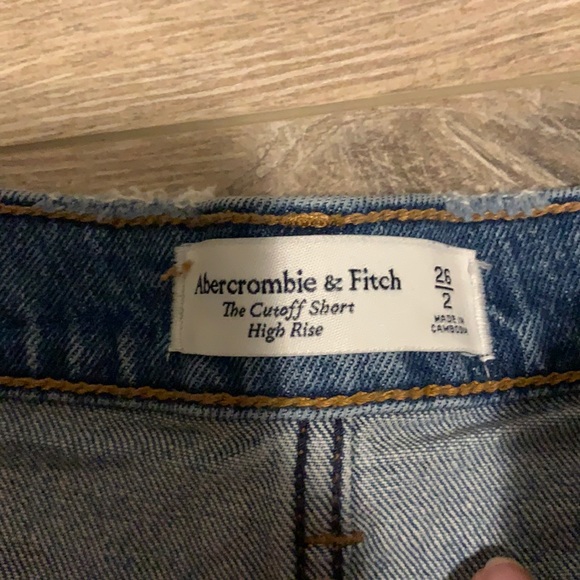 Abercrombie & Fitch
The Cutoff Short
High Rise
26
2
MADE IN
CAMBODIA